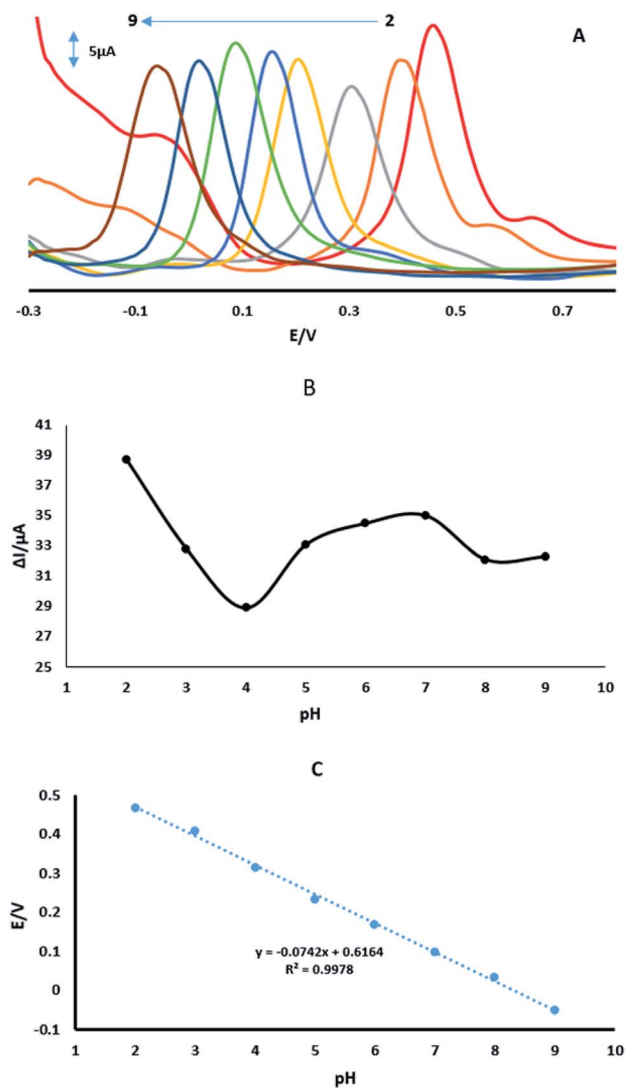 9 2
A
5µA
-0.3 -0.1 0.1 0.3 0.5 0.7
E/V
B
41
39
37
35
33
31
29
27
25
ΔI/µA
1 2 3 4 5 6 7 8 9 10
pH
C
0.5
0.4
0.3
0.2
0.1
0
-0.1
E/V
y = -0.0742x + 0.6164
R² = 0.9978
1 2 3 4 5 6 7 8 9 10
pH